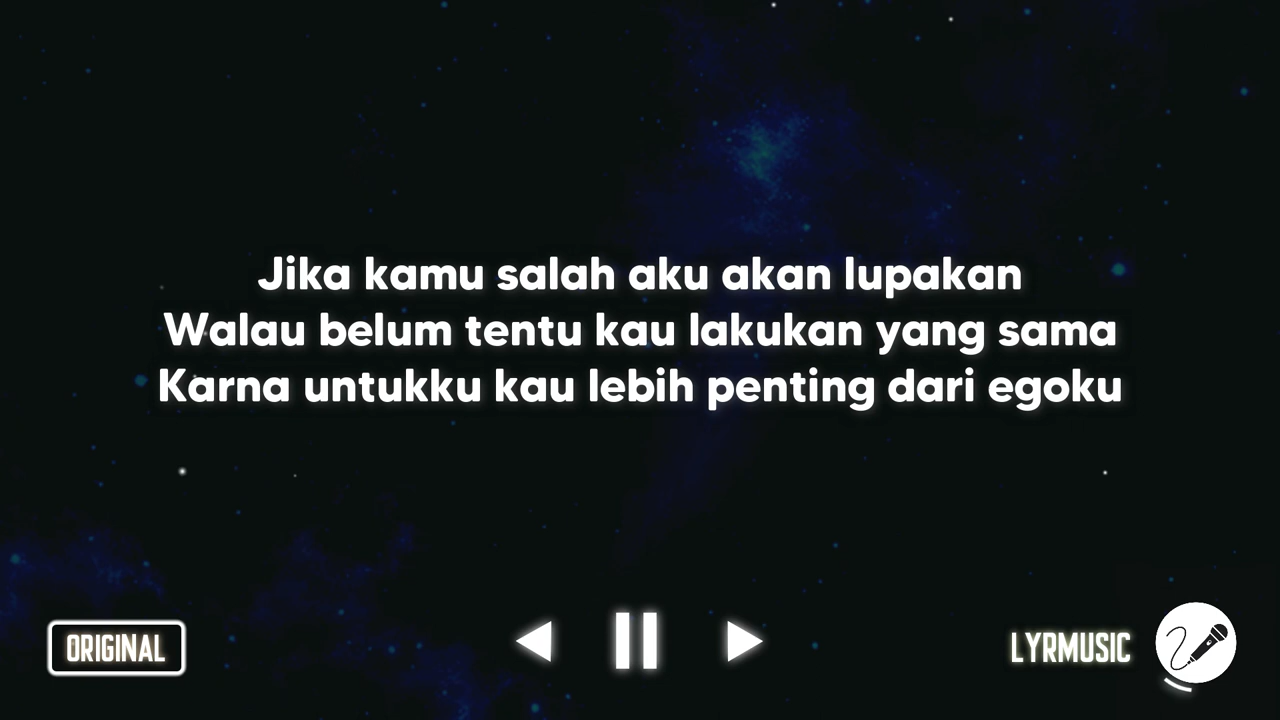 Jika kamu salah aku akan lupakan
Walau belum tentu kau lakukan yang sama
Karna untukku kau lebih penting dari egoku
ORIGINAL
LYRMUSIC